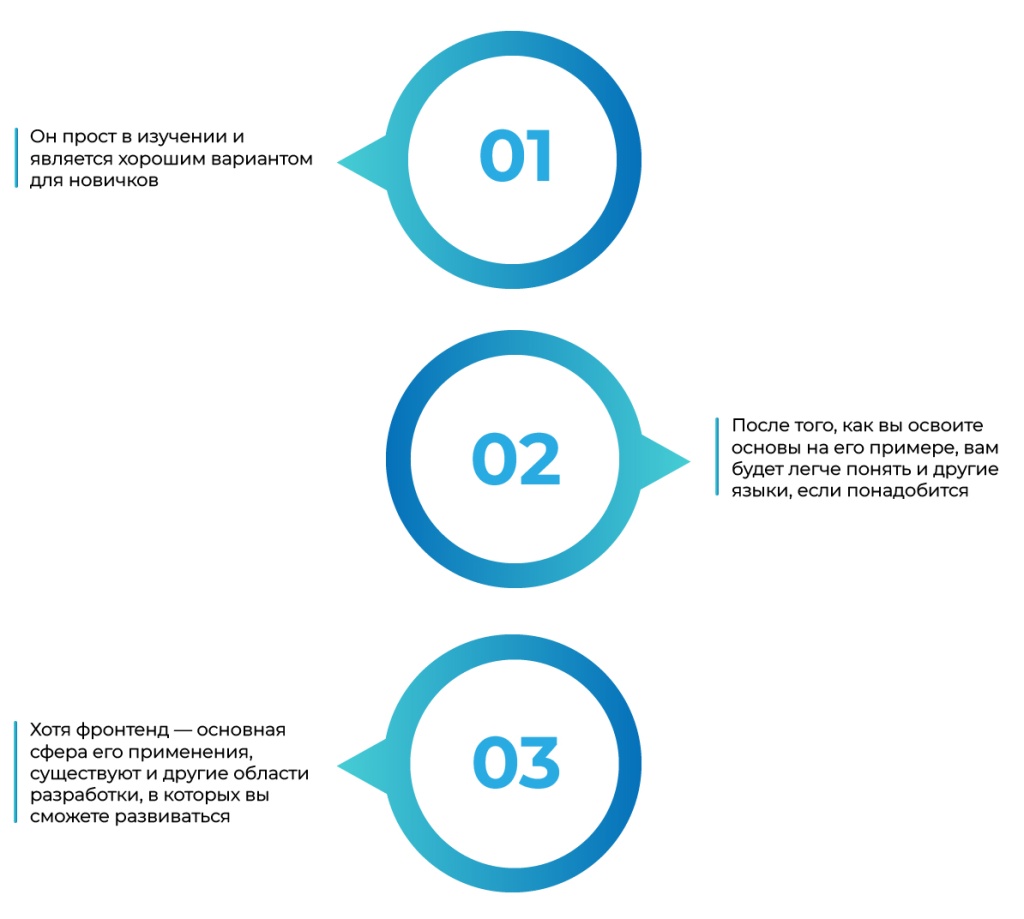 01
Он прост в изучении и
является хорошим вариантом
для новичков
02
После того, как вы освоите
основы на его примере, вам
будет легче понять и другие
языки, если понадобится
03
Хотя фронтенд — основная
сфера его применения,
существуют и другие области
разработки, в которых вы
сможете развиваться